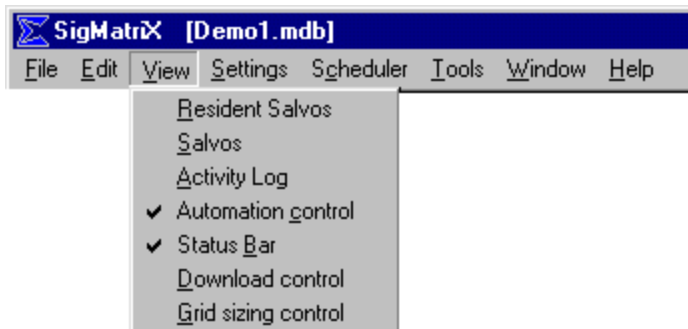 SigMatriX [Demo1.mdb]
File Edit View Settings Scheduler Tools Window Help
Resident Salvos
Salvos
Activity Log
Automation control
Status Bar
Download control
Grid sizing control